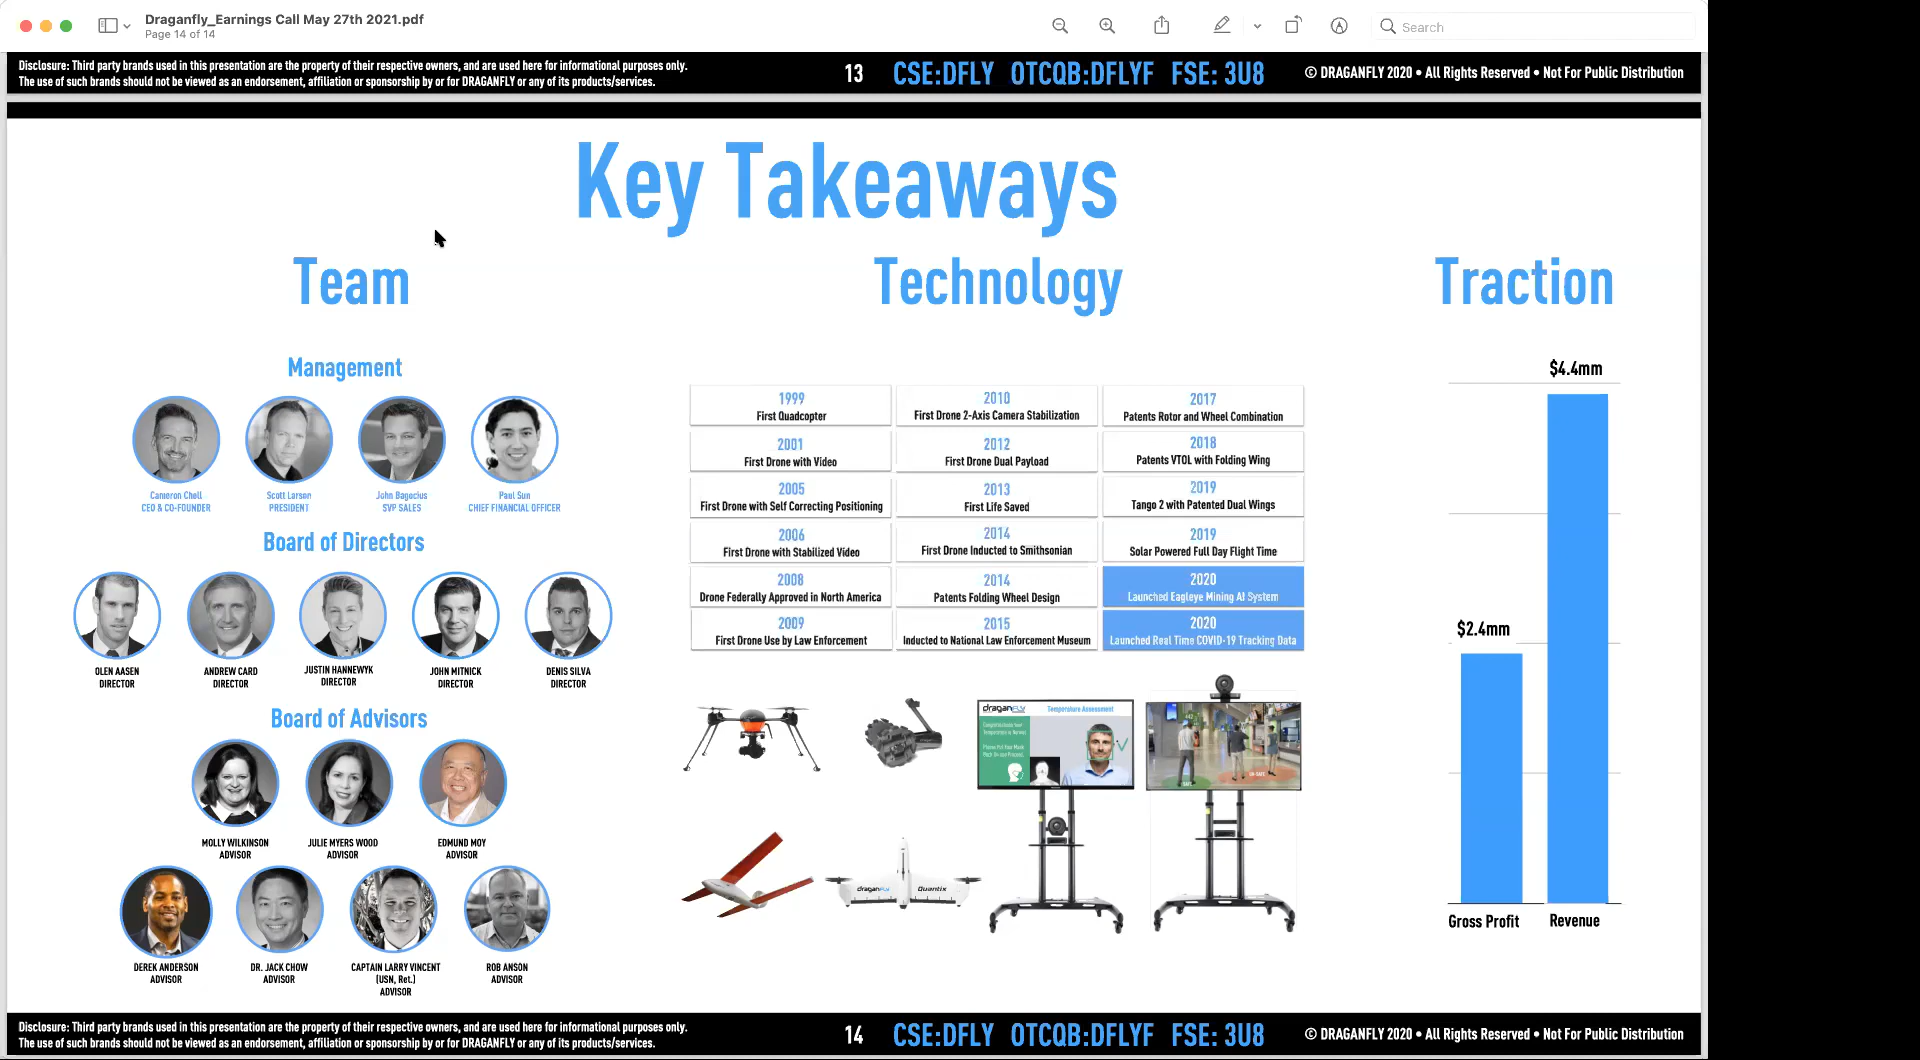 Draganfly_Earnings Call May 27th 2021.pdf
Page 14 of 14
Search
Disclosure: Third party brands used in this presentation are the property of their respective owners, and are used here for informational purposes only.
The use of such brands should not be viewed as an endorsement, affiliation or sponsorship by or for DRAGANFLY or any of its products/services.
13
CSE:DFLY OTCQB:DFLYF FSE: 3U8
© DRAGANFLY 2020 • All Rights Reserved • Not For Public Distribution
Key Takeaways
Team
Management
Cameron Chell
CEO & CO-FOUNDER
Scott Larson
PRESIDENT
John Bagocius
SVP SALES
Paul Sun
CHIEF FINANCIAL OFFICER
Board of Directors
OLEN AASEN
DIRECTOR
ANDREW CARD
DIRECTOR
JUSTIN HANNEWYK
DIRECTOR
JOHN MITNICK
DIRECTOR
DENIS SILVA
DIRECTOR
Board of Advisors
MOLLY WILKINSON
ADVISOR
JULIE MYERS WOOD
ADVISOR
EDMUND MOY
ADVISOR
DEREK ANDERSON
ADVISOR
DR. JACK CHOW
ADVISOR
CAPTAIN LARRY VINCENT
(USN, Ret.)
ADVISOR
ROB ANSON
ADVISOR
Technology
1999
First Quadcopter
2001
First Drone with Video
2005
First Drone with Self Correcting Positioning
2006
First Drone with Stabilized Video
2008
Drone Federally Approved in North America
2009
First Drone Use by Law Enforcement
2010
First Drone 2-Axis Camera Stabilization
2012
First Drone Dual Payload
2013
First Life Saved
2014
First Drone Inducted to Smithsonian
2014
Patents Folding Wheel Design
2015
Inducted to National Law Enforcement Museum
2017
Patents Rotor and Wheel Combination
2018
Patents VTOL with Folding Wing
2019
Tango 2 with Patented Dual Wings
2019
Solar Powered Full Day Flight Time
2020
Launched Eagleye Mining AI System
2020
Launched Real Time COVID-19 Tracking Data
draganfly
Temperature Assessment
Congratulations Your
Temperature is Normal
Please Put Your Mask
SAFE
UN-SAFE
draganfly
Quantix
Traction
$4.4mm
$2.4mm
Gross Profit
Revenue
Disclosure: Third party brands used in this presentation are the property of their respective owners, and are used here for informational purposes only.
The use of such brands should not be viewed as an endorsement, affiliation or sponsorship by or for DRAGANFLY or any of its products/services.
14
CSE:DFLY OTCQB:DFLYF FSE: 3U8
© DRAGANFLY 2020 • All Rights Reserved • Not For Public Distribution